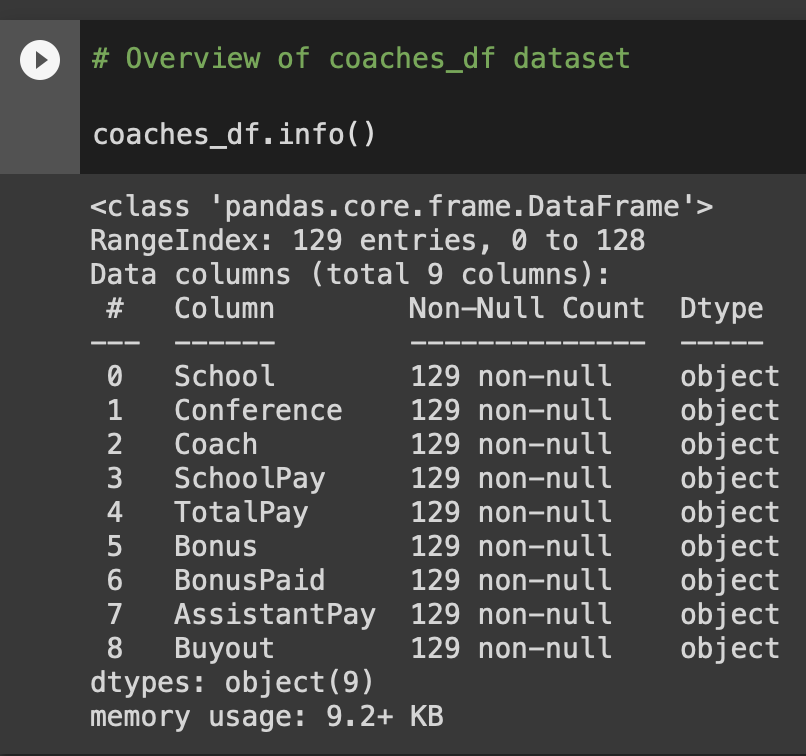 # Overview of coaches_df dataset
coaches_df.info()
<class 'pandas.core.frame.DataFrame'>
RangeIndex: 129 entries, 0 to 128
Data columns (total 9 columns):
 #   Column        Non-Null Count  Dtype
---  ------        --------------  -----
 0   School        129 non-null    object
 1   Conference    129 non-null    object
 2   Coach         129 non-null    object
 3   SchoolPay     129 non-null    object
 4   TotalPay      129 non-null    object
 5   Bonus         129 non-null    object
 6   BonusPaid     129 non-null    object
 7   AssistantPay  129 non-null    object
 8   Buyout        129 non-null    object
dtypes: object(9)
memory usage: 9.2+ KB